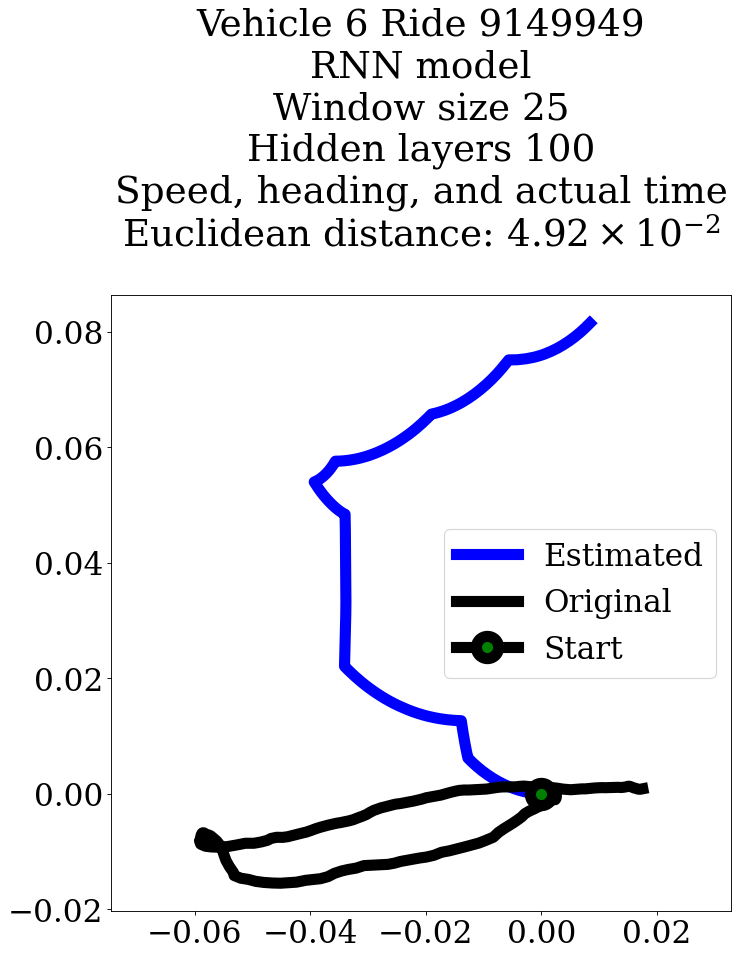 Vehicle 6 Ride 9149949
RNN model
Window size 25
Hidden layers 100
Speed, heading, and actual time
Euclidean distance: 4.92 × 10⁻²
0.08
0.06
0.04
0.02
0.00
−0.02
Estimated
Original
Start
−0.06 −0.04 −0.02 0.00 0.02